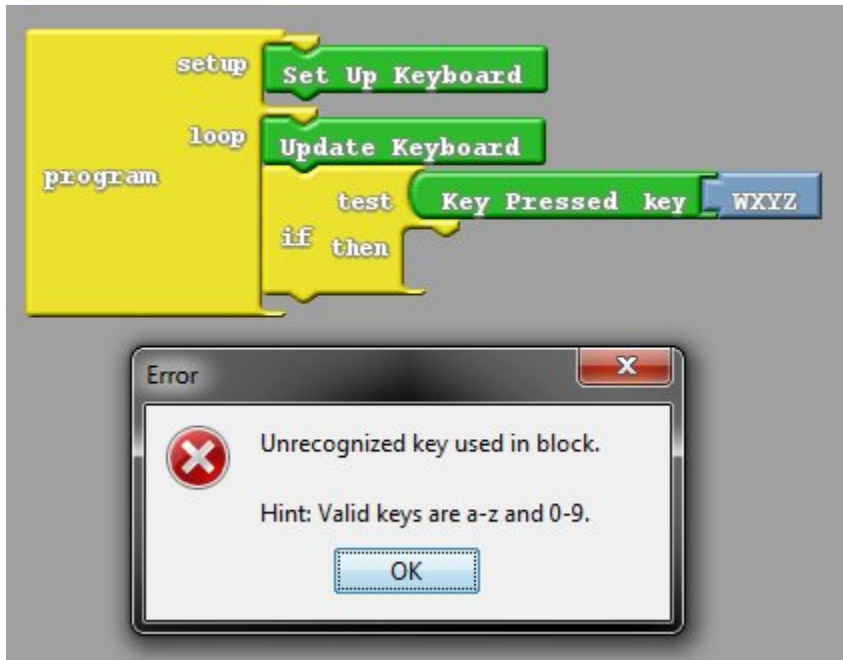 setup
Set Up Keyboard
loop
Update Keyboard
program
test
Key Pressed key
WXYZ
if
then
Error
X
Unrecognized key used in block.
Hint: Valid keys are a-z and 0-9.
OK